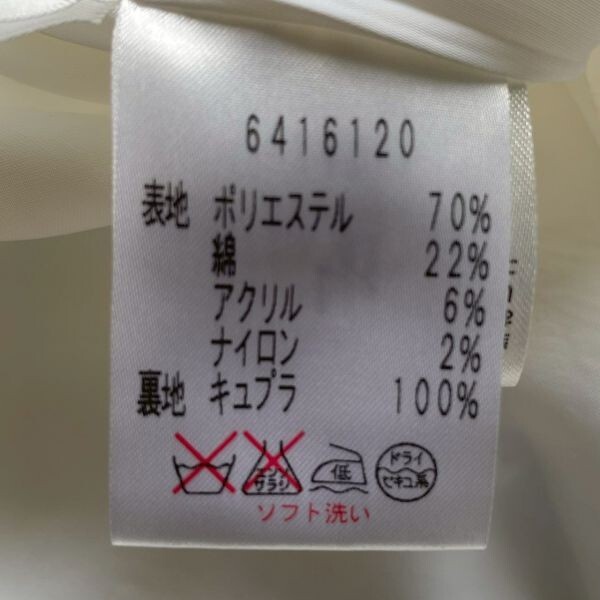 6416120
表地 ポリエステル 70%
綿 22%
アクリル 6%
ナイロン 2%
裏地 キュプラ 100%
エンソ サラシ 低 ドライ セキユ系
ソフト洗い